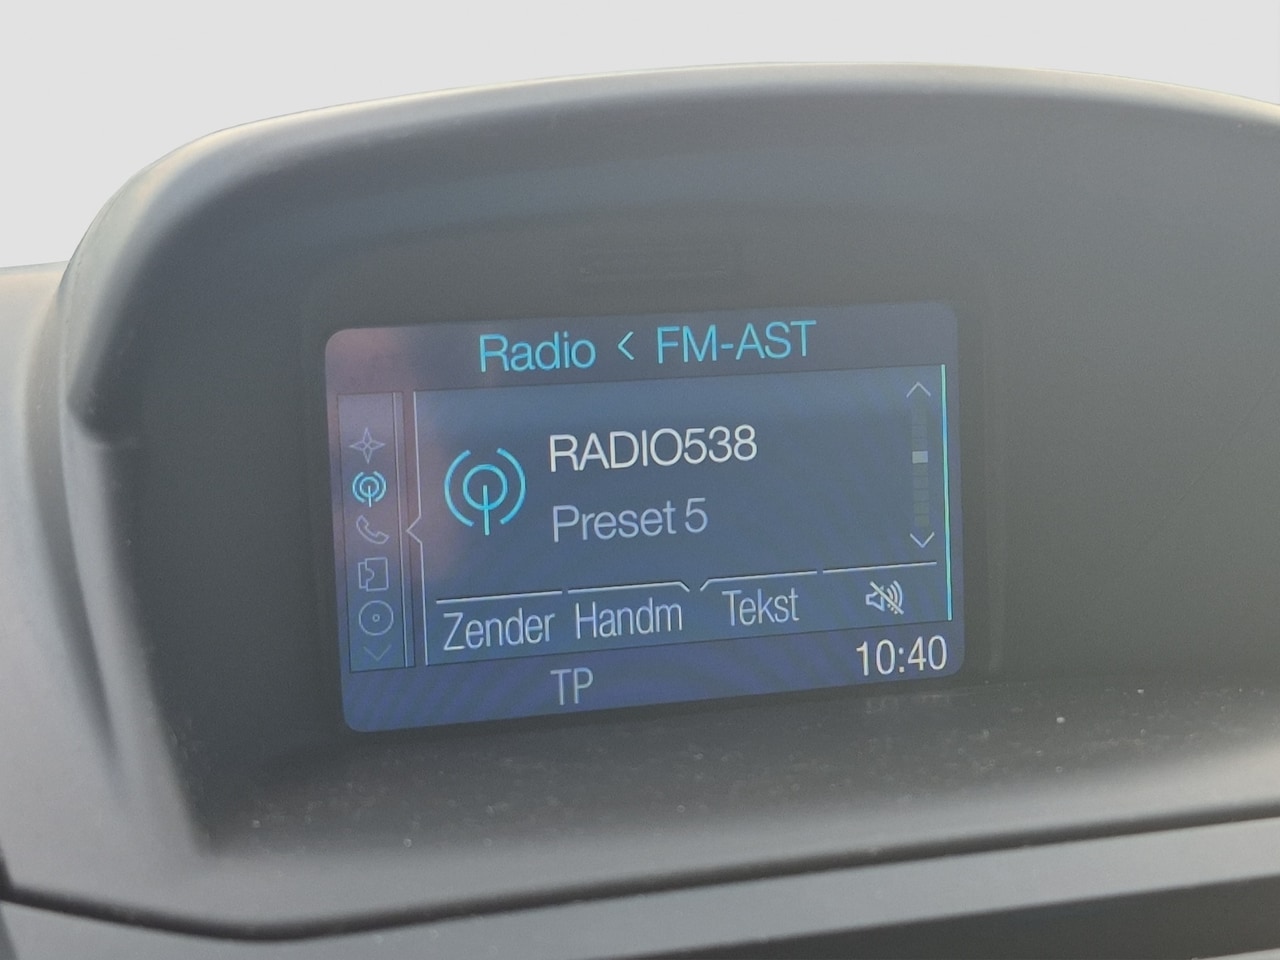 Radio < FM-AST
RADIO538
Preset 5
Zender Handm Tekst
TP 10:40